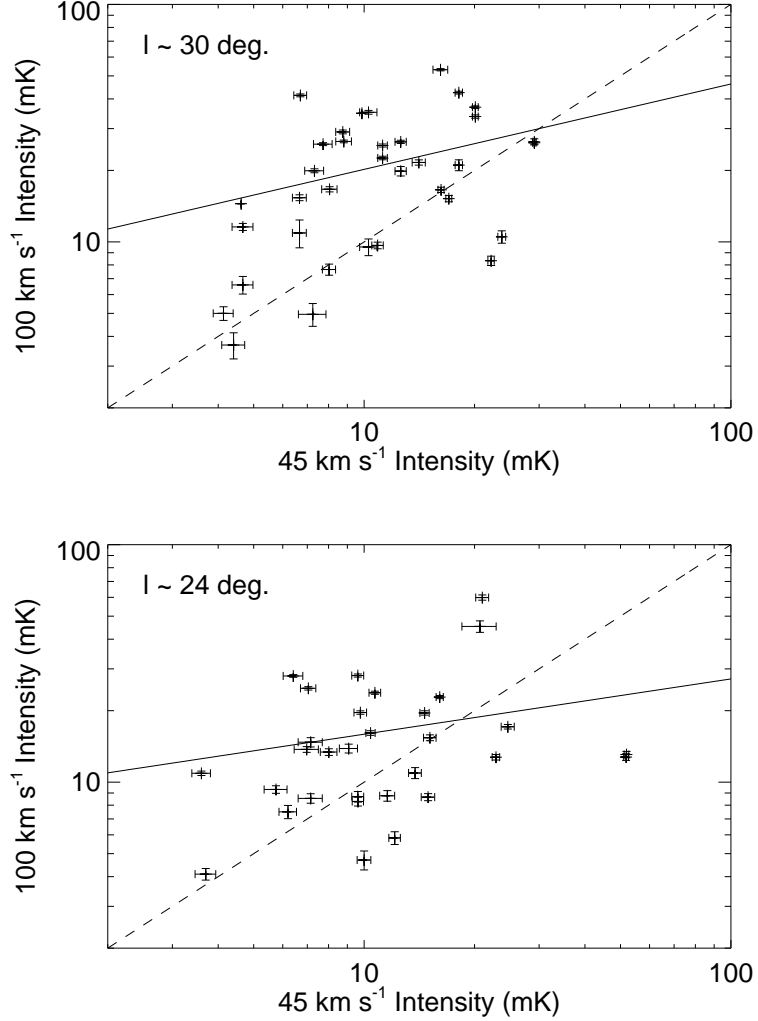 100
l ~ 30 deg.
100 km s-1 Intensity (mK)
10
10
100
45 km s-1 Intensity (mK)
100
l ~ 24 deg.
100 km s-1 Intensity (mK)
10
10
100
45 km s-1 Intensity (mK)